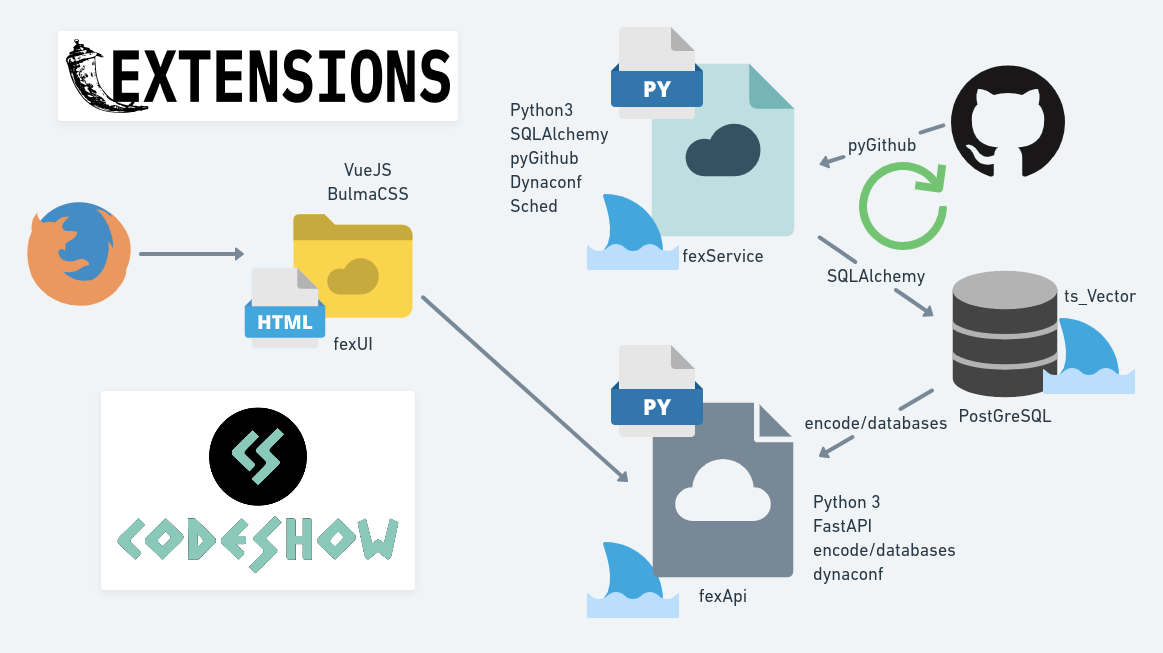 EXTENSIONS
VueJS
BulmaCSS
HTML
fexUI
CODESHOW
PY
Python3
SQLAlchemy
pyGithub
Dynaconf
Sched
fexService
pyGithub
SQLAlchemy
ts_Vector
PostGreSQL
encode/databases
PY
Python 3
FastAPI
encode/databases
dynaconf
fexApi